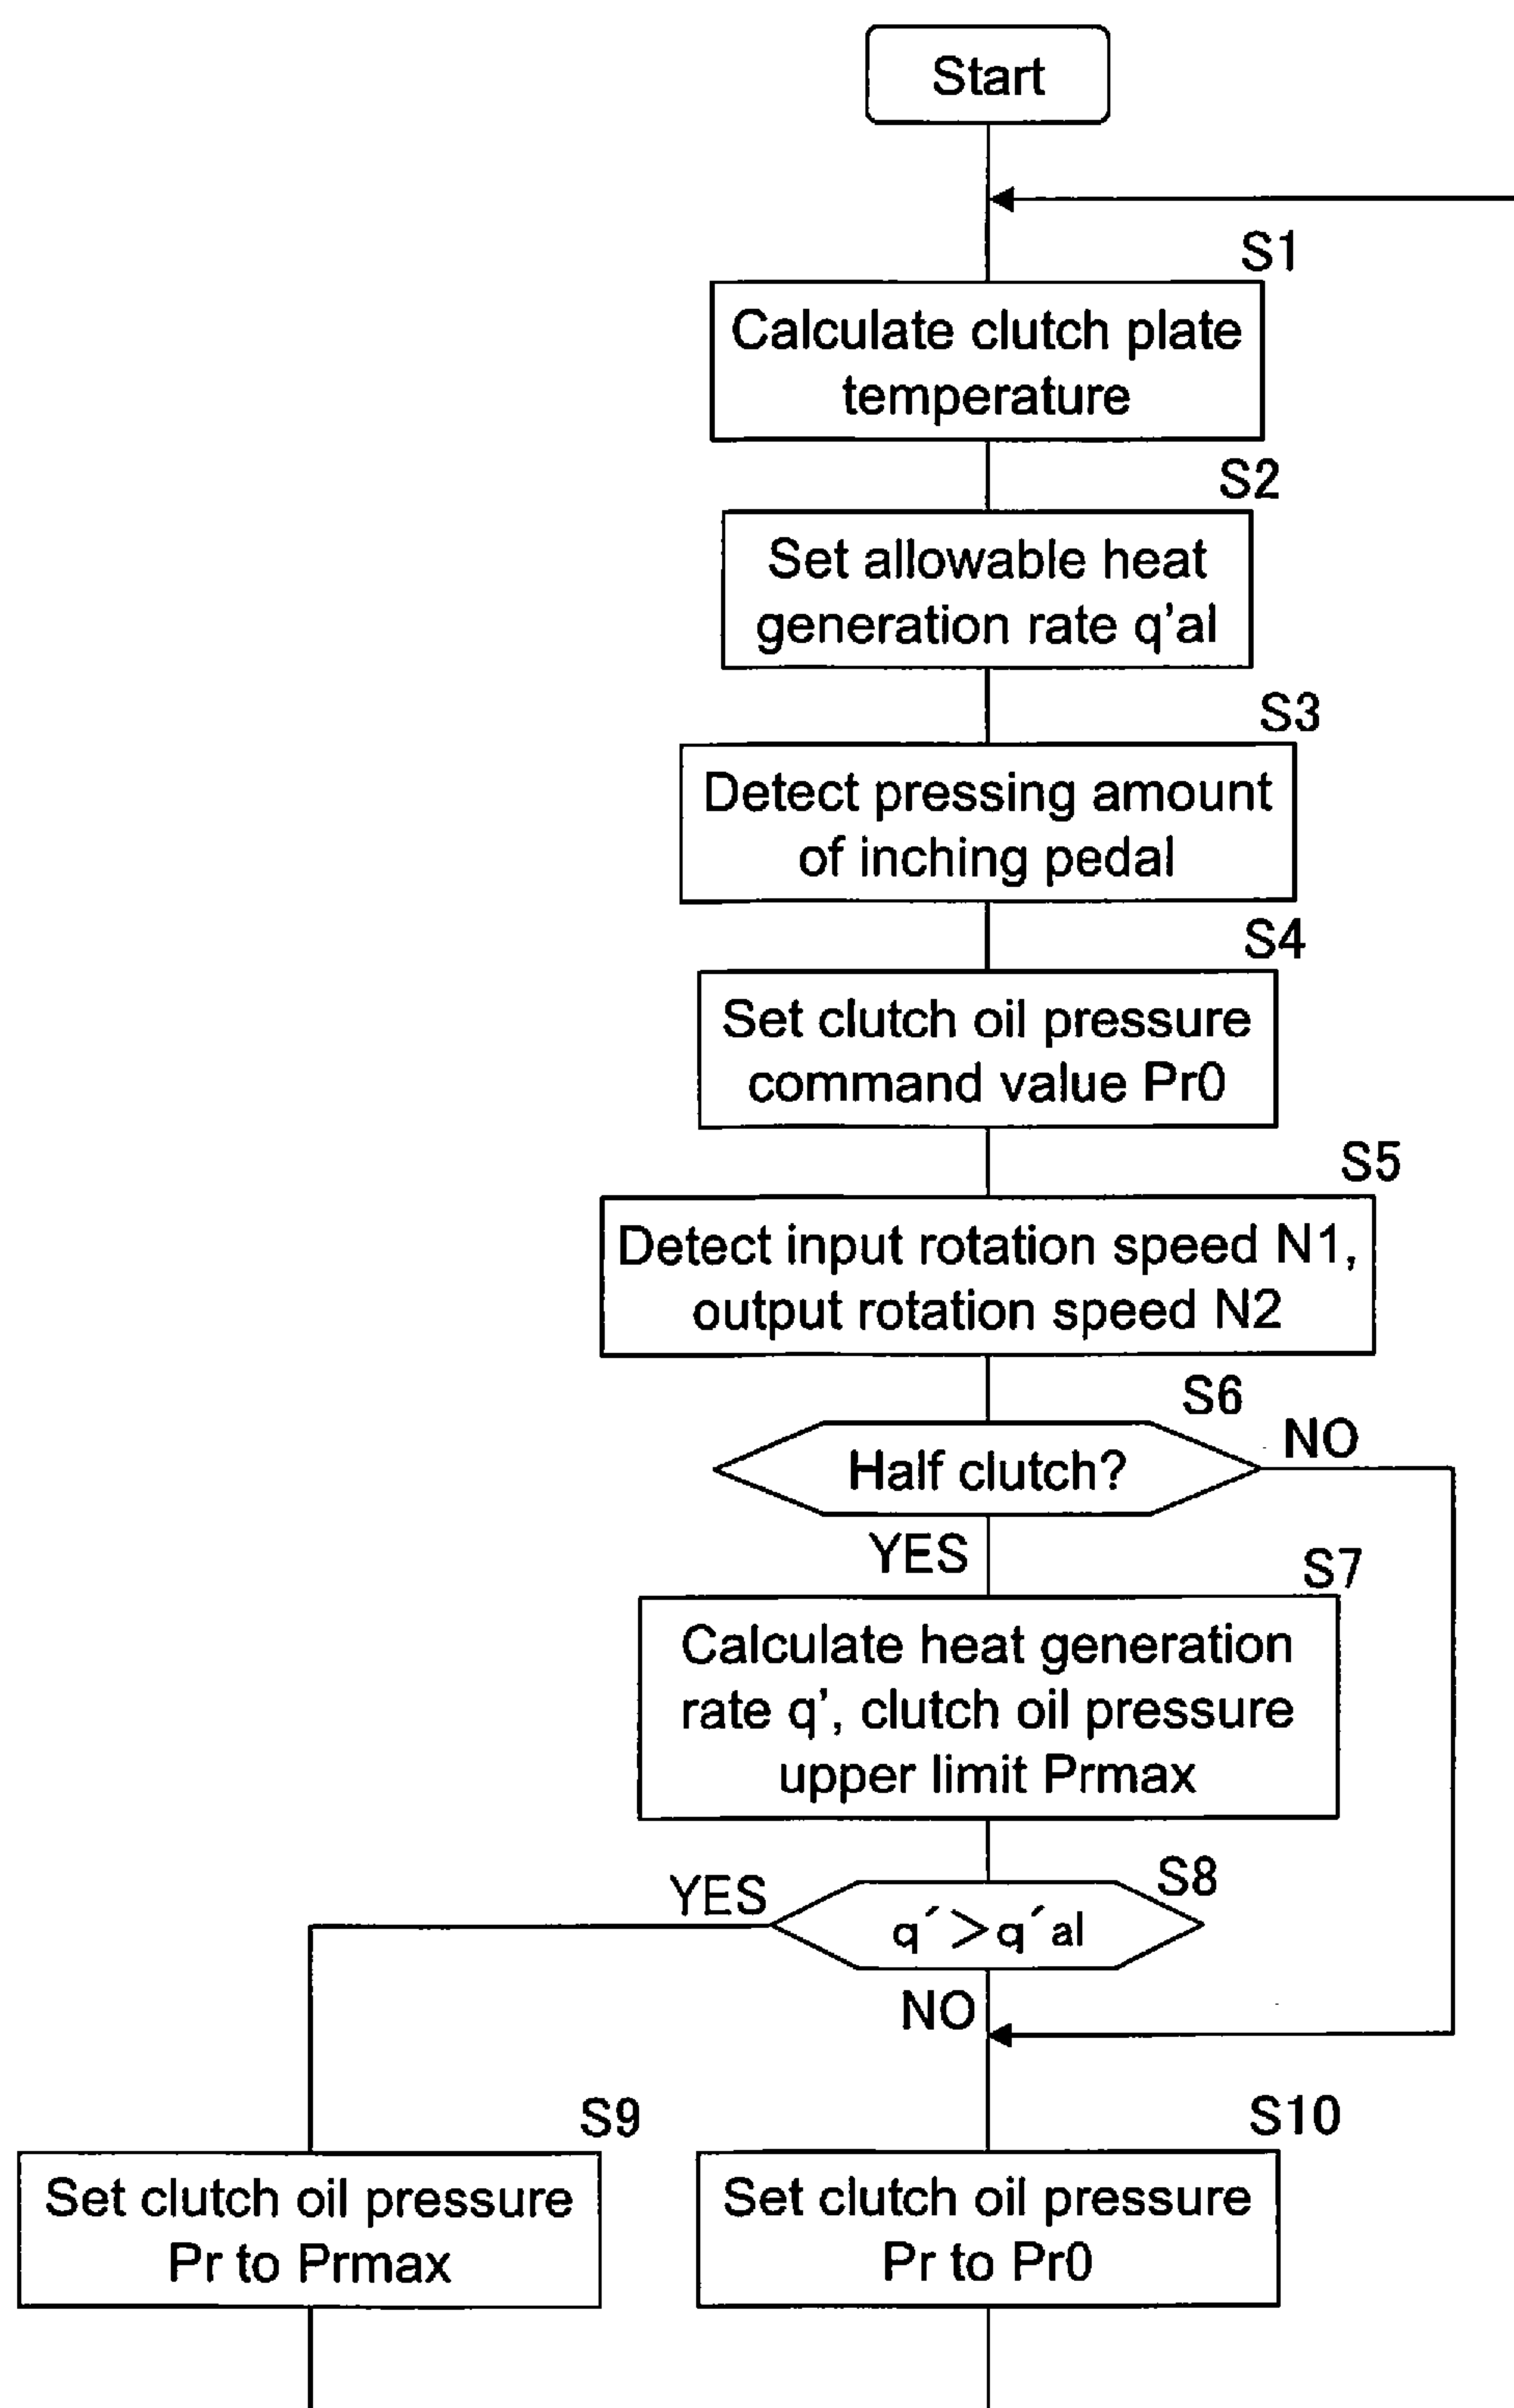 Start
S1
Calculate clutch plate
temperature
S2
Set allowable heat
generation rate q’al
S3
Detect pressing amount
of inching pedal
S4
Set clutch oil pressure
command value Pr0
S5
Detect input rotation speed N1,
output rotation speed N2
S6
Half clutch?
NO
YES
S7
Calculate heat generation
rate q’, clutch oil pressure
upper limit Prmax
S8
YES
q´>q´al
NO
S9
Set clutch oil pressure
Pr to Prmax
S10
Set clutch oil pressure
Pr to Pr0